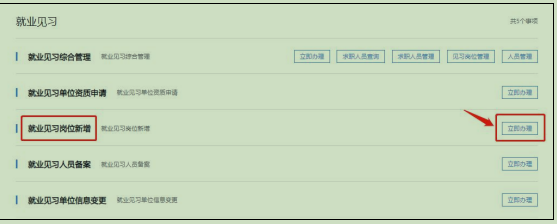 就业见习 共5个事项
就业见习综合管理 就业见习综合管理 立即办理 求职人员查询 求职人员管理 见习岗位管理 人员管理
就业见习单位资质申请 就业见习单位资质申请 立即办理
就业见习岗位新增 就业见习岗位新增 立即办理
就业见习人员备案 就业见习人员备案 立即办理
就业见习单位信息变更 就业见习单位信息变更 立即办理